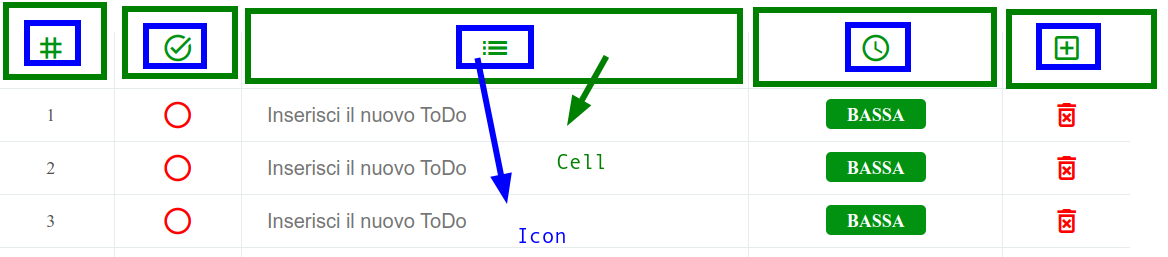 1 Inserisci il nuovo ToDo BASSA
Cell
2 Inserisci il nuovo ToDo BASSA
3 Inserisci il nuovo ToDo BASSA
Icon